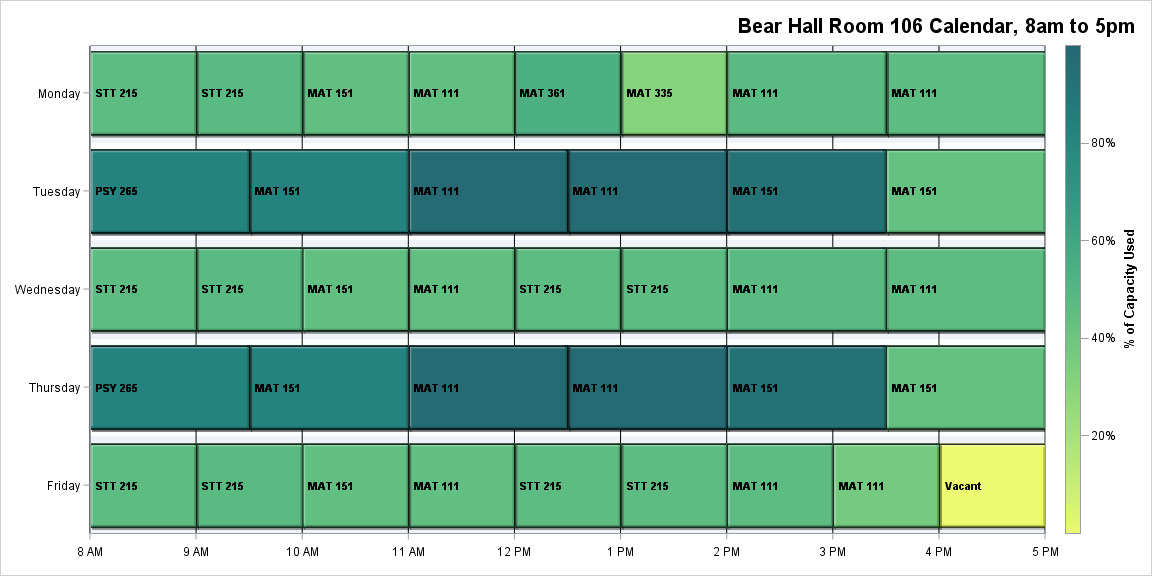 Bear Hall Room 106 Calendar, 8am to 5pm
Monday
STT 215
STT 215
MAT 151
MAT 111
MAT 361
MAT 335
MAT 111
MAT 111
Tuesday
PSY 265
MAT 151
MAT 111
MAT 111
MAT 151
MAT 151
Wednesday
STT 215
STT 215
MAT 151
MAT 111
STT 215
STT 215
MAT 111
MAT 111
Thursday
PSY 265
MAT 151
MAT 111
MAT 111
MAT 151
MAT 151
Friday
STT 215
STT 215
MAT 151
MAT 111
STT 215
STT 215
MAT 111
MAT 111
Vacant
8 AM
9 AM
10 AM
11 AM
12 PM
1 PM
2 PM
3 PM
4 PM
5 PM
80%
60%
40%
20%
% of Capacity Used